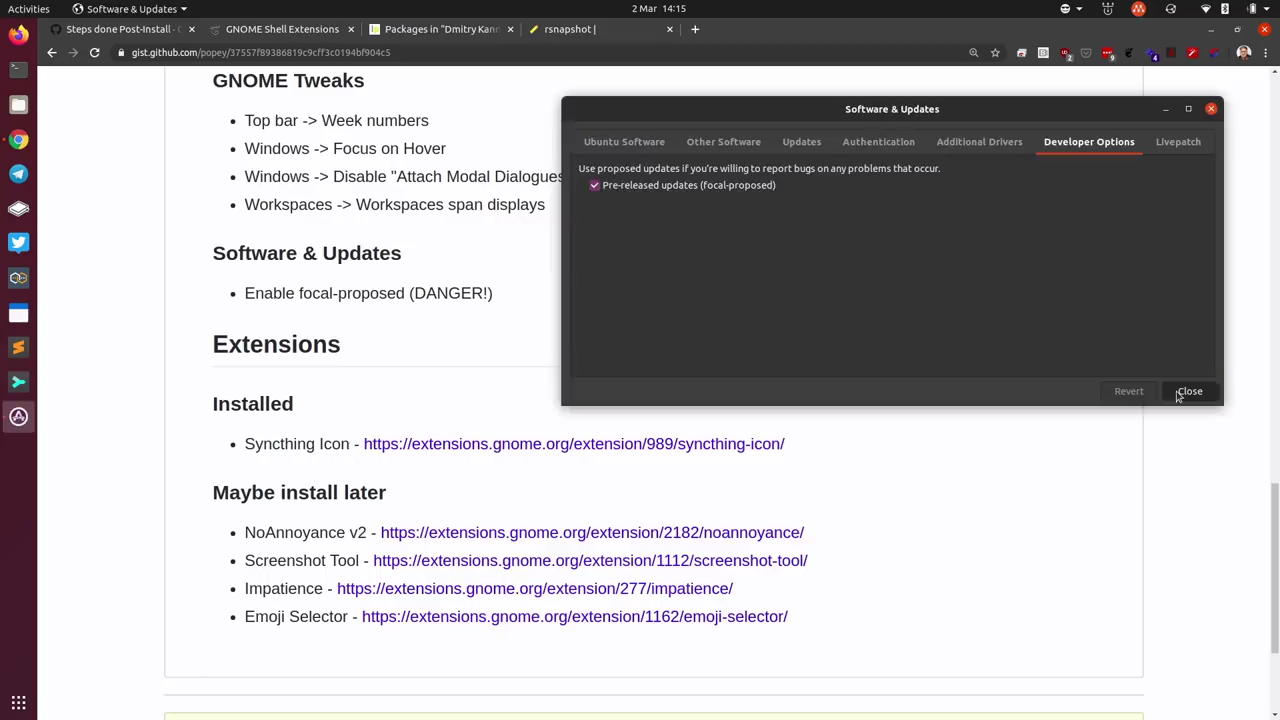 Activities
Software & Updates
2 Mar 14:15
Steps done Post-Install - C
GNOME Shell Extensions
Packages in "Dmitry Kann
rsnapshot |
gist.github.com/popey/37557f89386819c9cff3c0194bf904c5
GNOME Tweaks
Top bar -> Week numbers
Windows -> Focus on Hover
Windows -> Disable "Attach Modal Dialogues
Workspaces -> Workspaces span displays
Software & Updates
Enable focal-proposed (DANGER!)
Extensions
Installed
Syncthing Icon - https://extensions.gnome.org/extension/989/syncthing-icon/
Maybe install later
NoAnnoyance v2 - https://extensions.gnome.org/extension/2182/noannoyance/
Screenshot Tool - https://extensions.gnome.org/extension/1112/screenshot-tool/
Impatience - https://extensions.gnome.org/extension/277/impatience/
Emoji Selector - https://extensions.gnome.org/extension/1162/emoji-selector/
Software & Updates
Ubuntu Software
Other Software
Updates
Authentication
Additional Drivers
Developer Options
Livepatch
Use proposed updates if you're willing to report bugs on any problems that occur.
Pre-released updates (focal-proposed)
Revert
Close